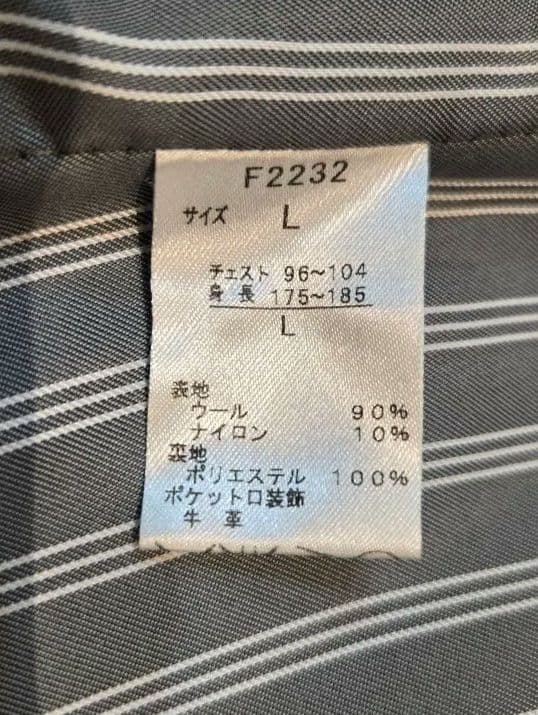 F2232
サイズ L
チェスト 96～104
身長 175～185
L
表地
ウール 90%
ナイロン 10%
裏地
ポリエステル 100%
ポケット口装飾
牛革